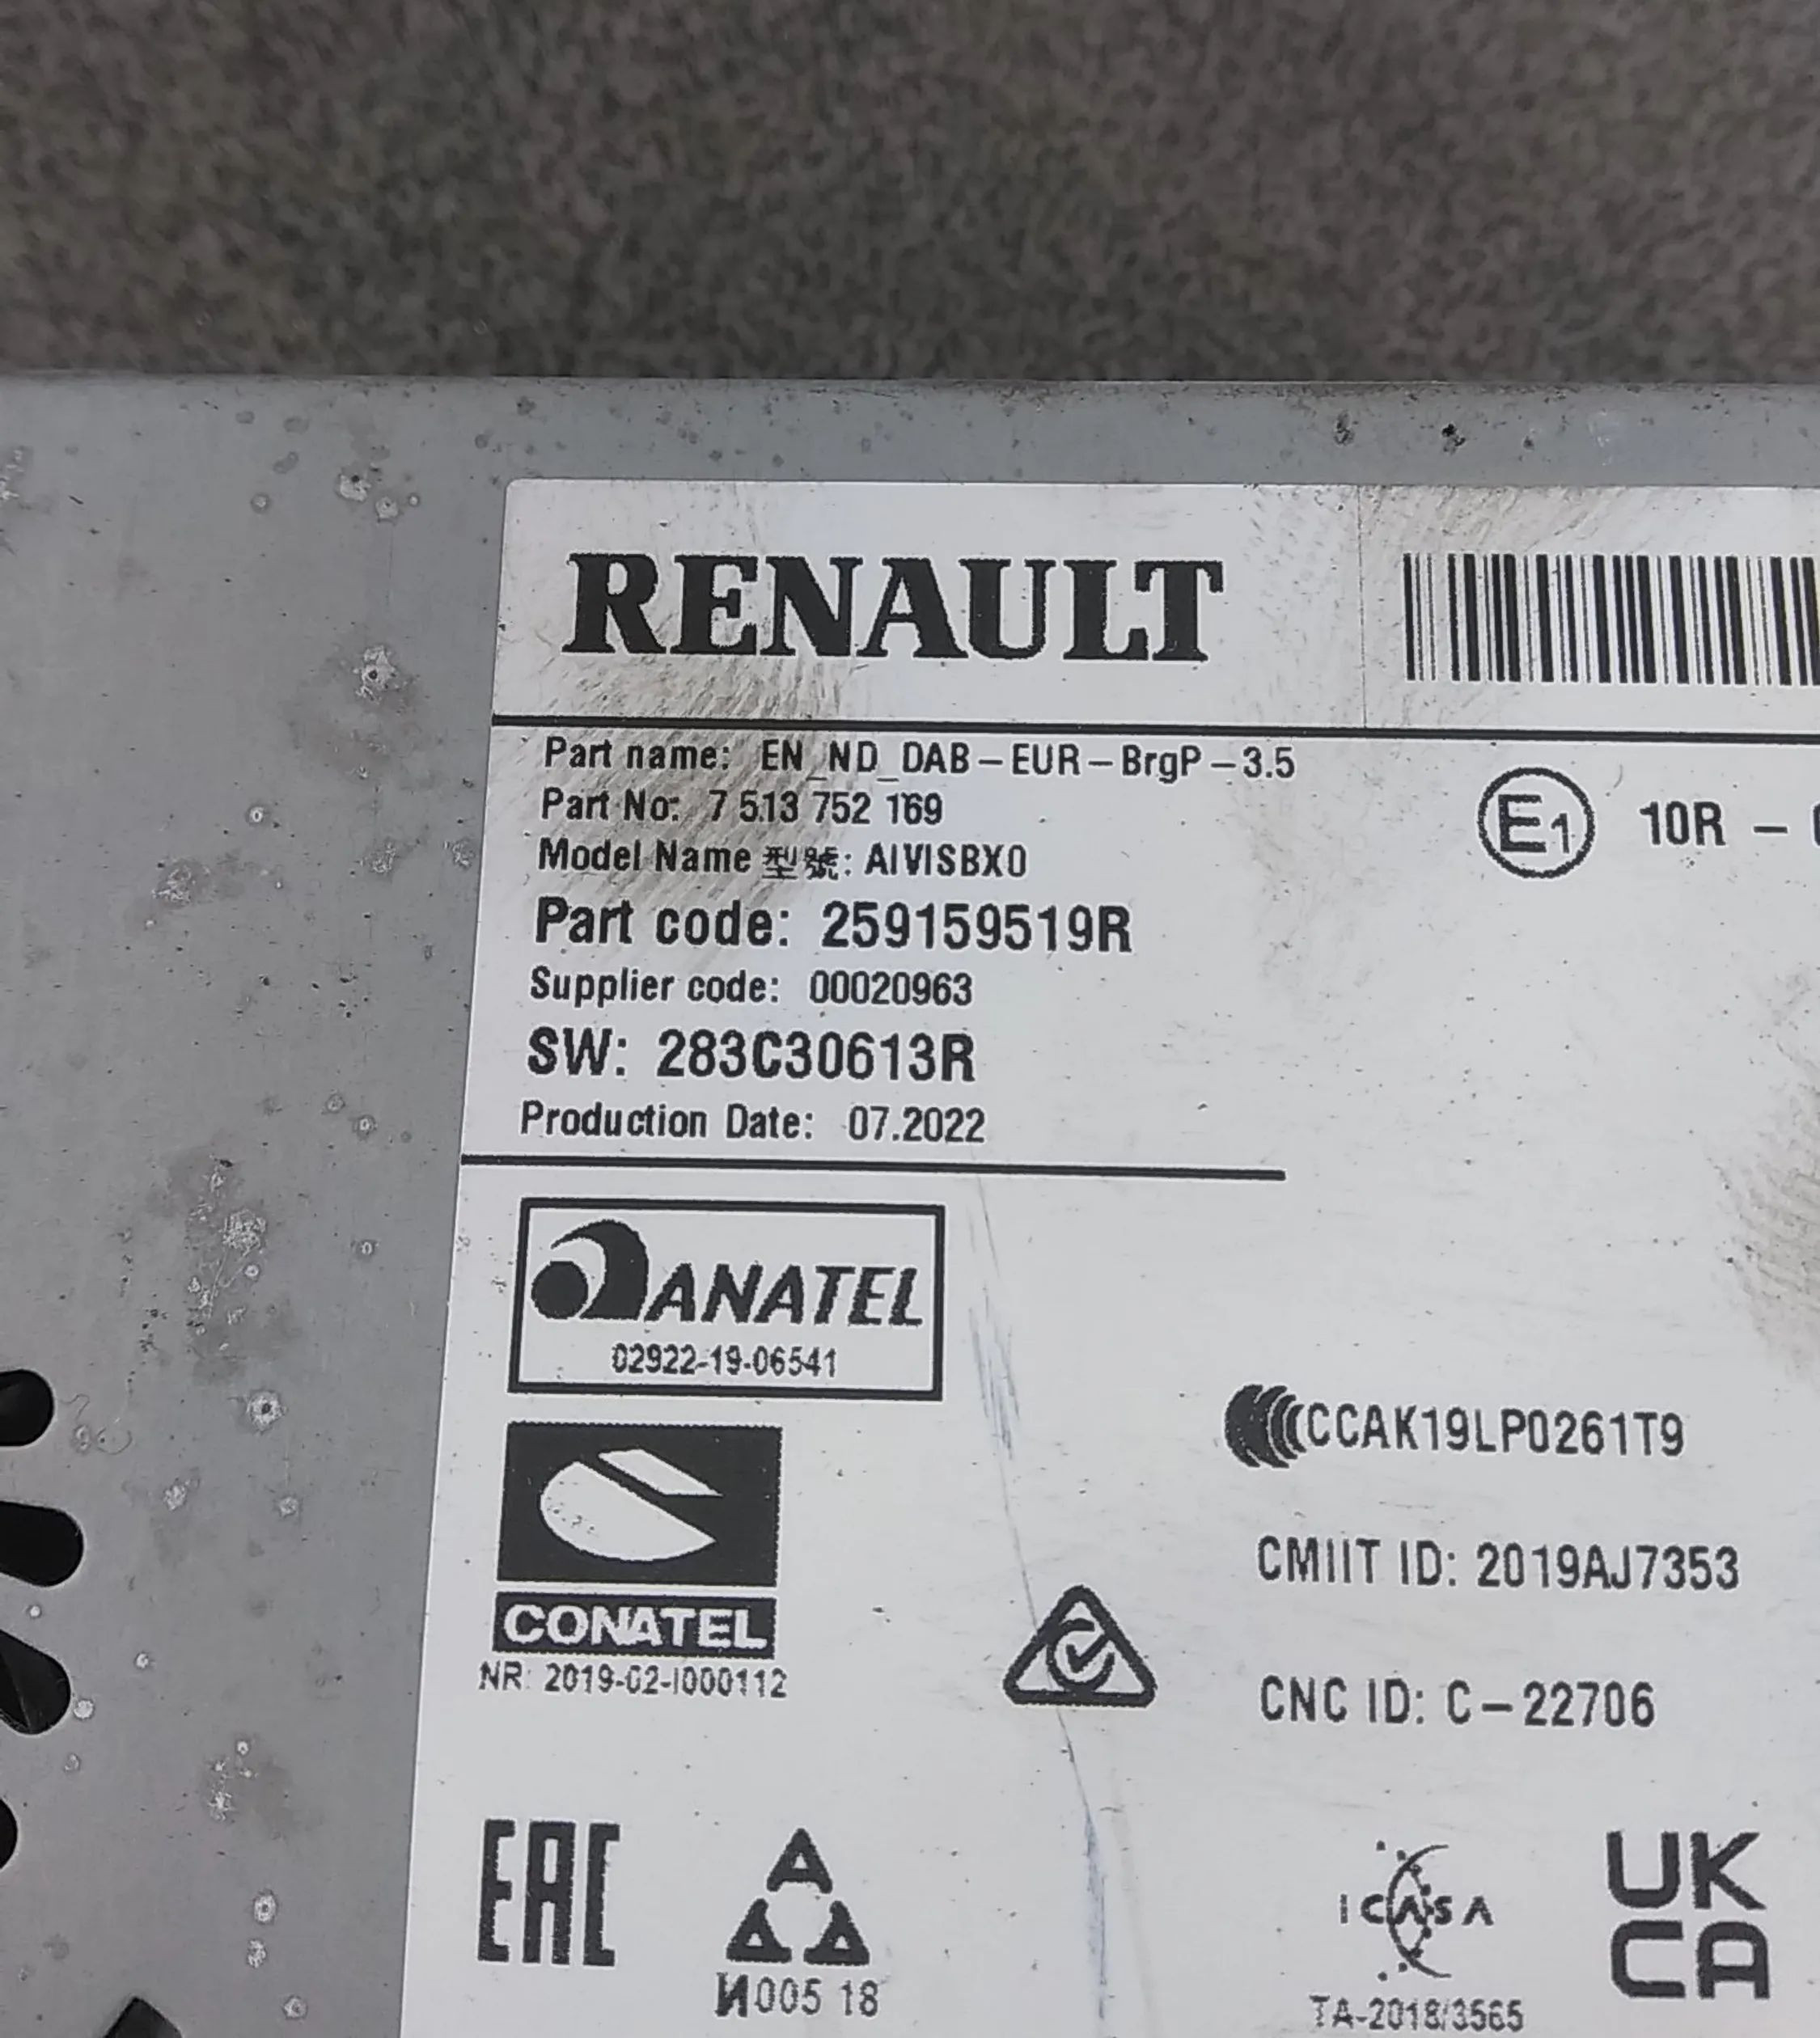 RENAULT
Part name: EN_ND_DAB-EUR-BrgP-3.5
Part No: 7 513 752 169
Model Name 型號: AIVISBX0
Part code: 259159519R
Supplier code: 00020963
SW: 283C30613R
Production Date: 07.2022
E1 10R -
ANATEL
02922-19-06541
CCAK19LP0261T9
CMIIT ID: 2019AJ7353
CONATEL
NR: 2019-02-I000112
CNC ID: C-22706
EAC
И005 18
ICASA
TA-2018/3565
UK
CA